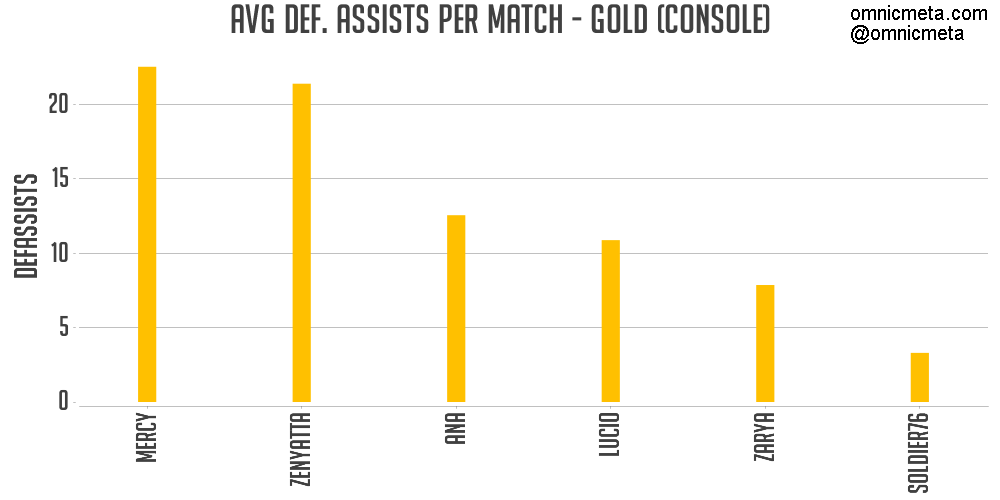 AVG DEF. ASSISTS PER MATCH - GOLD (CONSOLE)
omnicmeta.com
@omnicmeta
DEFASSISTS
20
15
10
5
0
MERCY
ZENYATTA
ANA
LUCIO
ZARYA
SOLDIER76